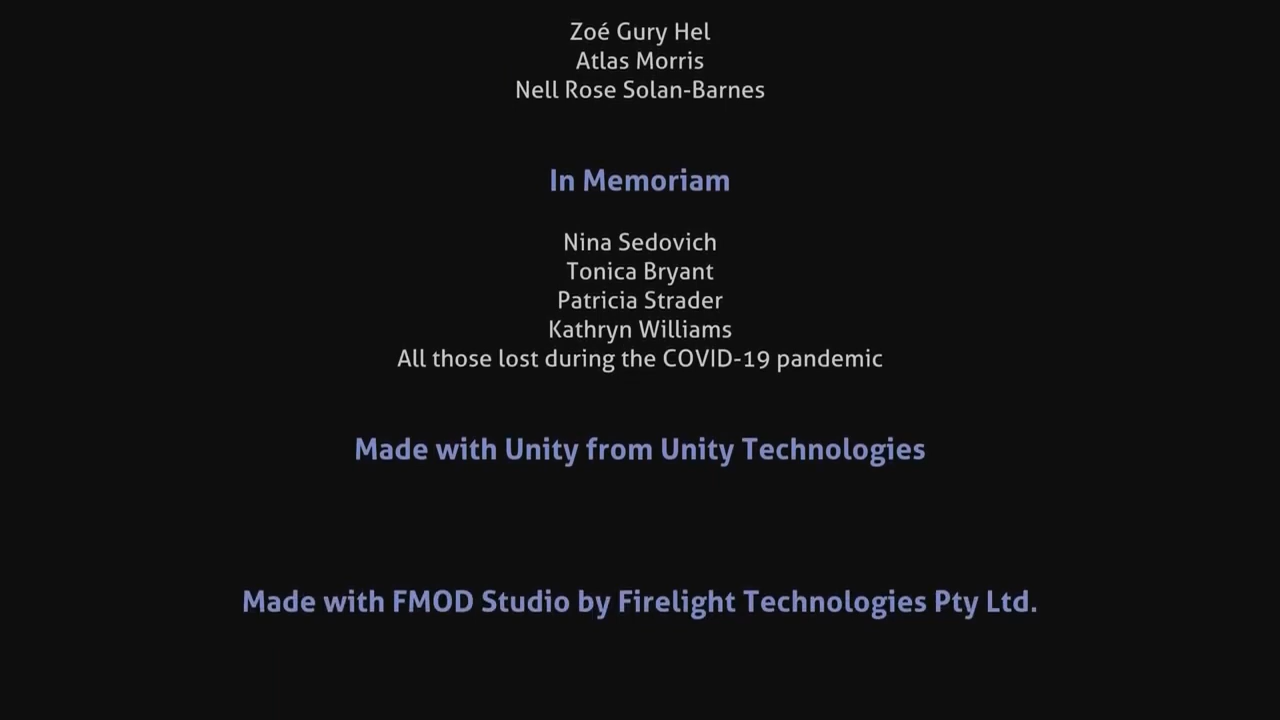 Zoé Gury Hel
Atlas Morris
Nell Rose Solan-Barnes
In Memoriam
Nina Sedovich
Tonica Bryant
Patricia Strader
Kathryn Williams
All those lost during the COVID-19 pandemic
Made with Unity from Unity Technologies
Made with FMOD Studio by Firelight Technologies Pty Ltd.